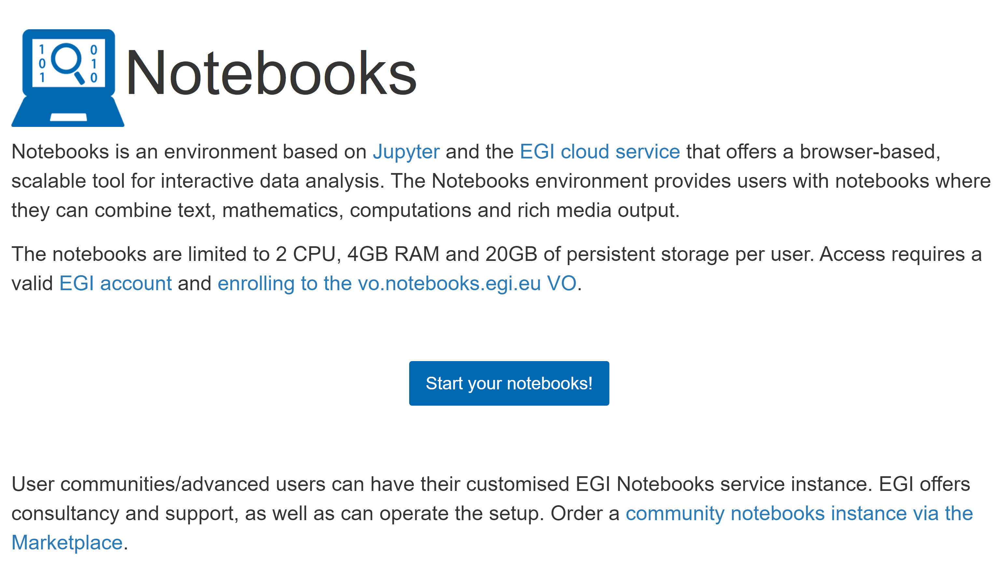 1 0
0 1
1 0
Notebooks
Notebooks is an environment based on Jupyter and the EGI cloud service that offers a browser-based,
scalable tool for interactive data analysis. The Notebooks environment provides users with notebooks where
they can combine text, mathematics, computations and rich media output.
The notebooks are limited to 2 CPU, 4GB RAM and 20GB of persistent storage per user. Access requires a
valid EGI account and enrolling to the vo.notebooks.egi.eu VO.
Start your notebooks!
User communities/advanced users can have their customised EGI Notebooks service instance. EGI offers
consultancy and support, as well as can operate the setup. Order a community notebooks instance via the
Marketplace.